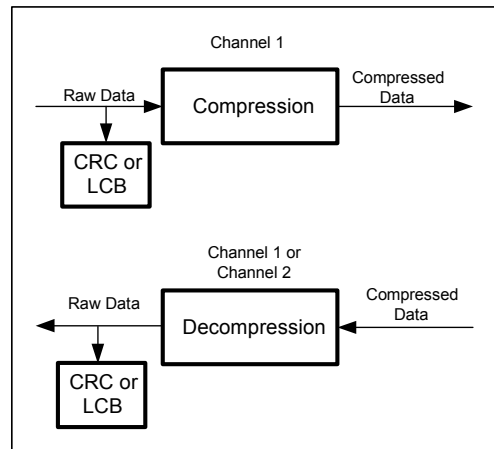 Channel 1
Raw Data
Compression
Compressed
Data
CRC or
LCB
Channel 1 or
Channel 2
Raw Data
Decompression
Compressed
Data
CRC or
LCB